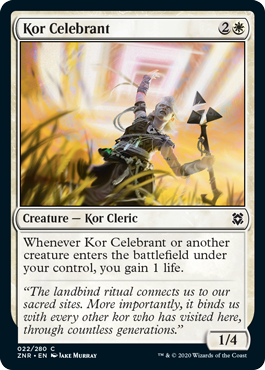 Kor Celebrant 2
Creature — Kor Cleric
Whenever Kor Celebrant or another
creature enters the battlefield under
your control, you gain 1 life.
"The landbind ritual connects us to our
sacred sites. More importantly, it binds us
with every other kor who has visited here,
through countless generations."
1/4
022/280 C
ZNR • EN JAKE MURRAY
™ & © 2020 Wizards of the Coast